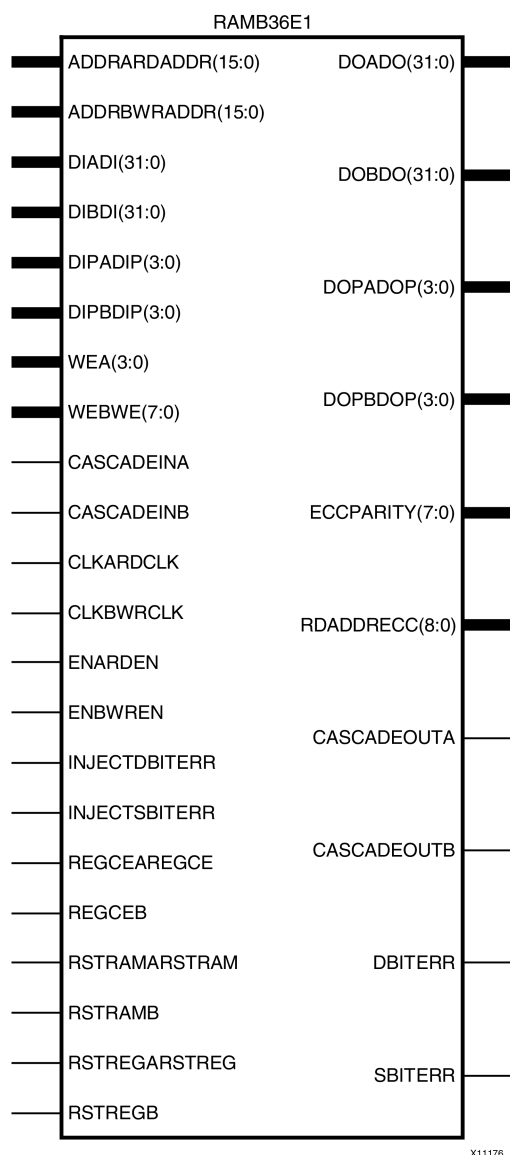 RAMB36E1
ADDRARDADDR(15:0)
DOADO(31:0)
ADDRBWRADDR(15:0)
DIADI(31:0)
DOBDO(31:0)
DIBDI(31:0)
DIPADIP(3:0)
DOPADOP(3:0)
DIPBDIP(3:0)
WEA(3:0)
DOPBDOP(3:0)
WEBWE(7:0)
CASCADEINA
CASCADEINB
ECCPARITY(7:0)
CLKARDCLK
CLKBWRCLK
RDADDRECC(8:0)
ENARDEN
ENBWREN
CASCADEOUTA
INJECTDBITERR
INJECTSBITERR
CASCADEOUTB
REGCEAREGCE
REGCEB
RSTRAMARSTRAM
DBITERR
RSTRAMB
RSTREGARSTREG
SBITERR
RSTREGB
X11176